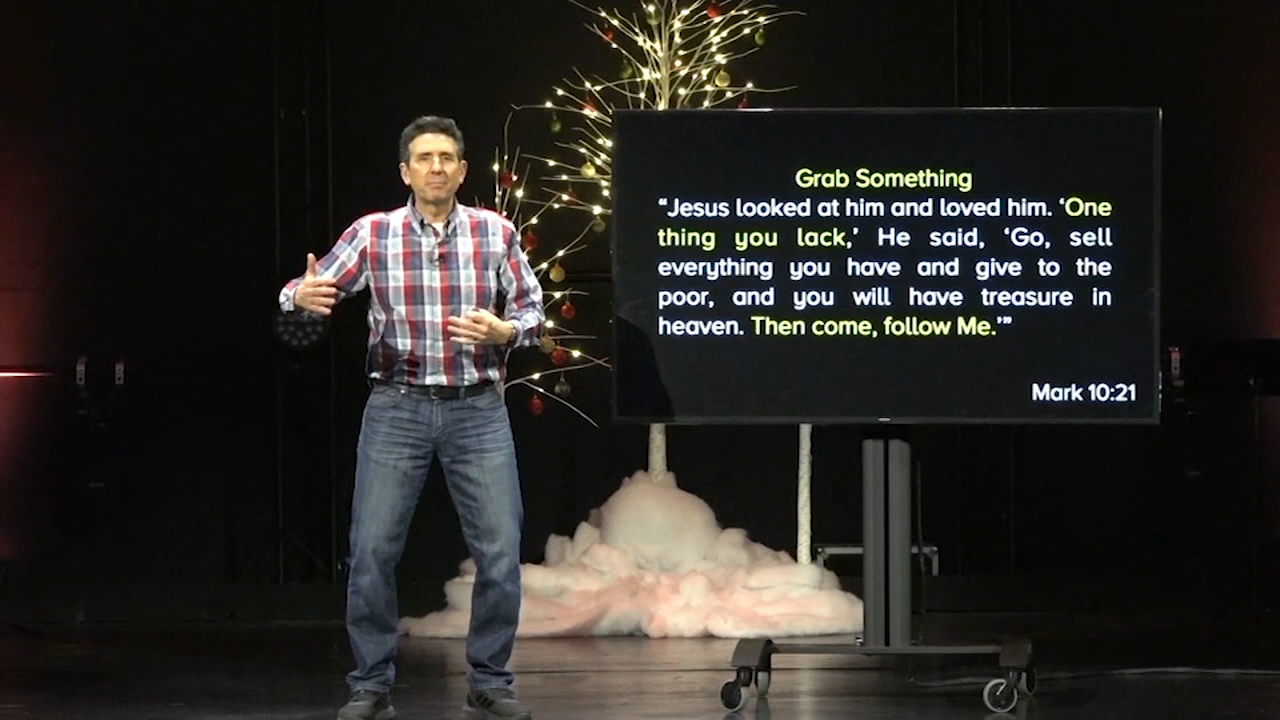 Grab Something
“Jesus looked at him and loved him. ‘One
thing you lack,’ He said, ‘Go, sell
everything you have and give to the
poor, and you will have treasure in
heaven. Then come, follow Me.’”
Mark 10:21